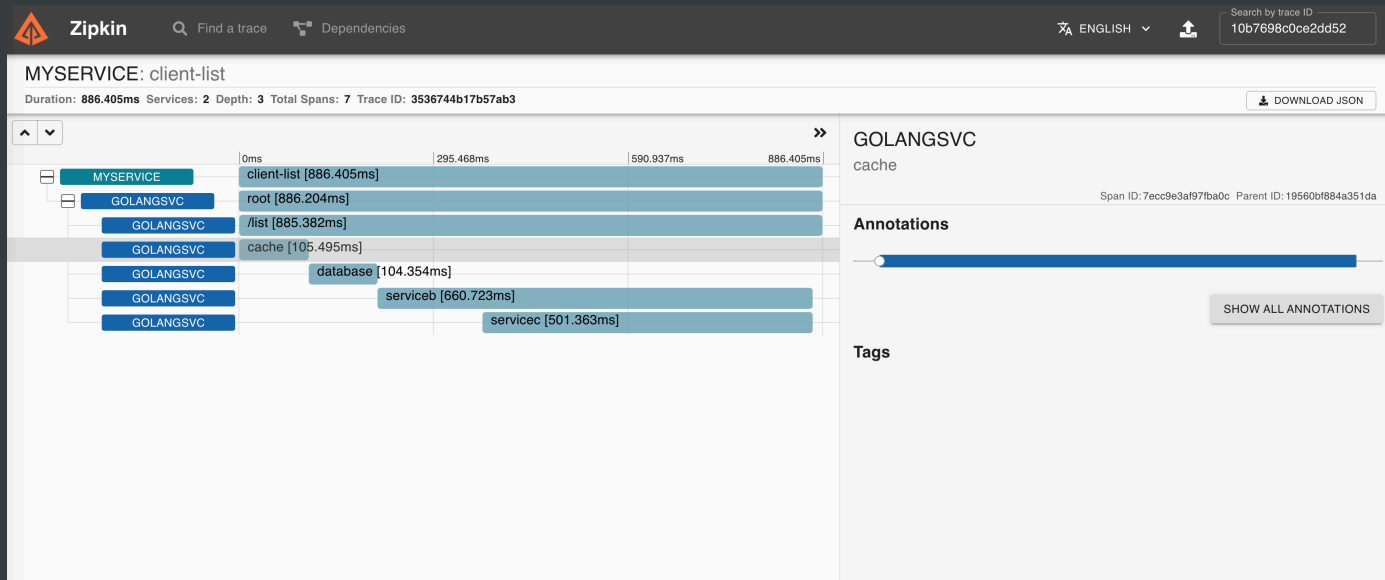 Zipkin
Find a trace
Dependencies
ENGLISH
Search by trace ID
10b7698c0ce2dd52
MYSERVICE: client-list
Duration: 886.405ms Services: 2 Depth: 3 Total Spans: 7 Trace ID: 3536744b17b57ab3
DOWNLOAD JSON
0ms 295.468ms 590.937ms 886.405ms
MYSERVICE client-list [886.405ms]
GOLANGSVC root [886.204ms]
GOLANGSVC /list [885.382ms]
GOLANGSVC cache [105.495ms]
GOLANGSVC database [104.354ms]
GOLANGSVC serviceb [660.723ms]
GOLANGSVC servicec [501.363ms]
GOLANGSVC
cache
Span ID: 7ecc9e3af97fba0c Parent ID: 19560bf884a351da
Annotations
SHOW ALL ANNOTATIONS
Tags